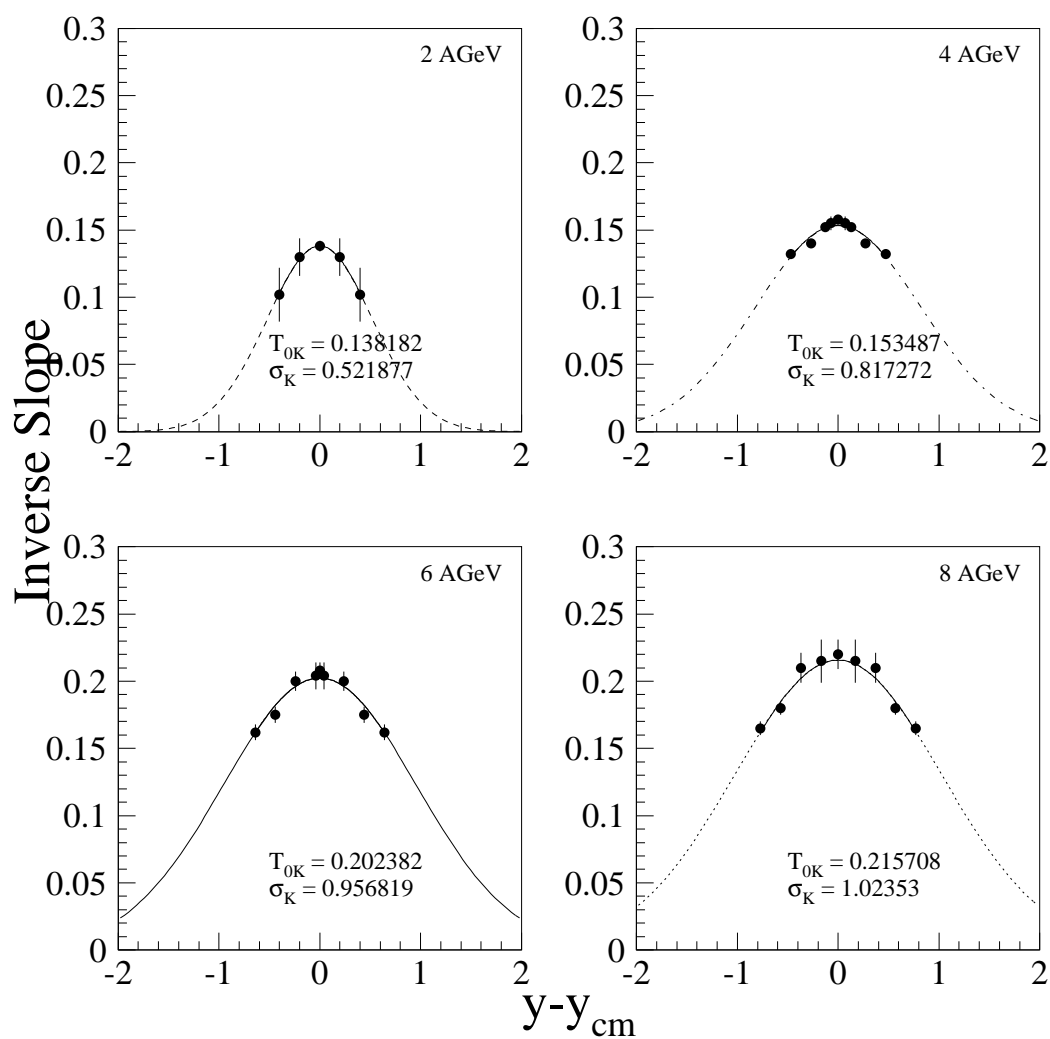 Inverse Slope
2 AGeV
0.3
0.25
0.2
0.15
0.1
0.05
0
T0K = 0.138182
σK = 0.521877
-2 -1 0 1 2
4 AGeV
0.3
0.25
0.2
0.15
0.1
0.05
0
T0K = 0.153487
σK = 0.817272
-2 -1 0 1 2
6 AGeV
0.3
0.25
0.2
0.15
0.1
0.05
0
T0K = 0.202382
σK = 0.956819
-2 -1 0 1 2
8 AGeV
0.3
0.25
0.2
0.15
0.1
0.05
0
T0K = 0.215708
σK = 1.02353
-2 -1 0 1 2
y-ycm